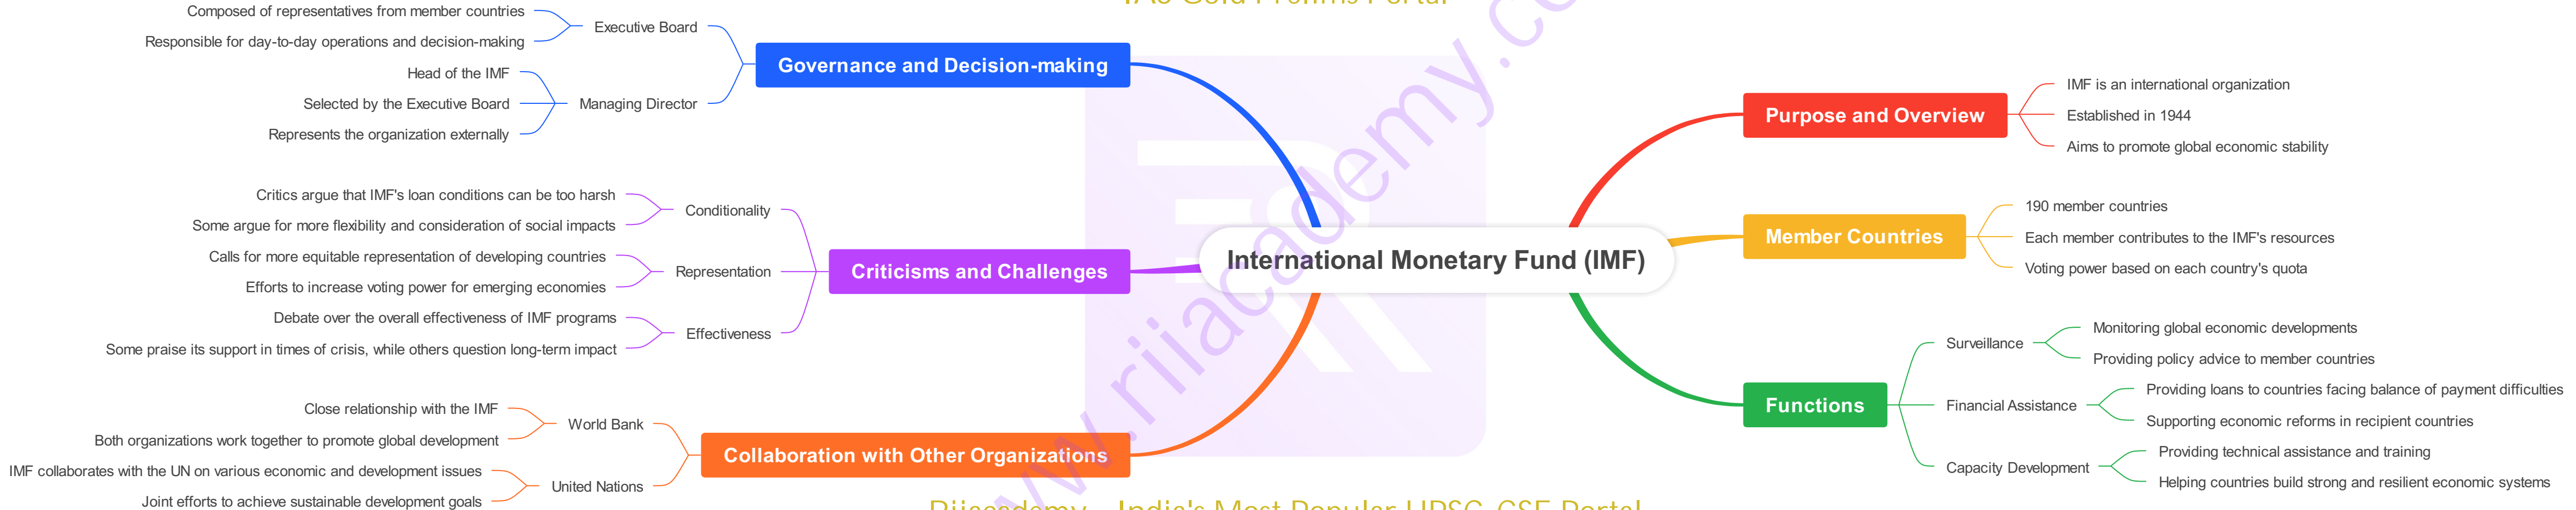 International Monetary Fund (IMF)
Purpose and Overview
IMF is an international organization
Established in 1944
Aims to promote global economic stability
Member Countries
190 member countries
Each member contributes to the IMF's resources
Voting power based on each country's quota
Functions
Surveillance
Monitoring global economic developments
Providing policy advice to member countries
Financial Assistance
Providing loans to countries facing balance of payment difficulties
Supporting economic reforms in recipient countries
Capacity Development
Providing technical assistance and training
Helping countries build strong and resilient economic systems
Governance and Decision-making
Executive Board
Composed of representatives from member countries
Responsible for day-to-day operations and decision-making
Managing Director
Head of the IMF
Selected by the Executive Board
Represents the organization externally
Criticisms and Challenges
Conditionality
Critics argue that IMF's loan conditions can be too harsh
Some argue for more flexibility and consideration of social impacts
Representation
Calls for more equitable representation of developing countries
Efforts to increase voting power for emerging economies
Effectiveness
Debate over the overall effectiveness of IMF programs
Some praise its support in times of crisis, while others question long-term impact
Collaboration with Other Organizations
World Bank
Close relationship with the IMF
Both organizations work together to promote global development
United Nations
IMF collaborates with the UN on various economic and development issues
Joint efforts to achieve sustainable development goals
Rijacademy - India's Most Popular UPSC-CSE Portal